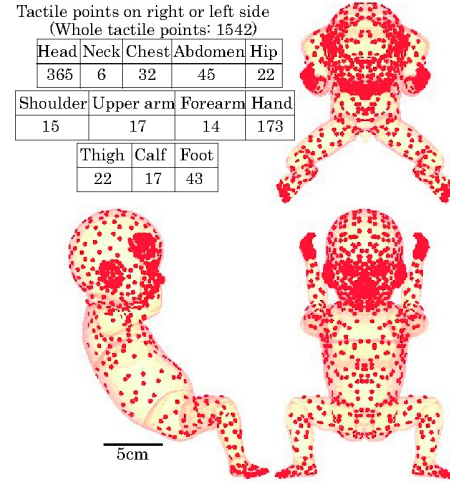 Tactile points on right or left side
(Whole tactile points: 1542)
Head Neck Chest Abdomen Hip
365 6 32 45 22
Shoulder Upper arm Forearm Hand
15 17 14 173
Thigh Calf Foot
22 17 43
5cm